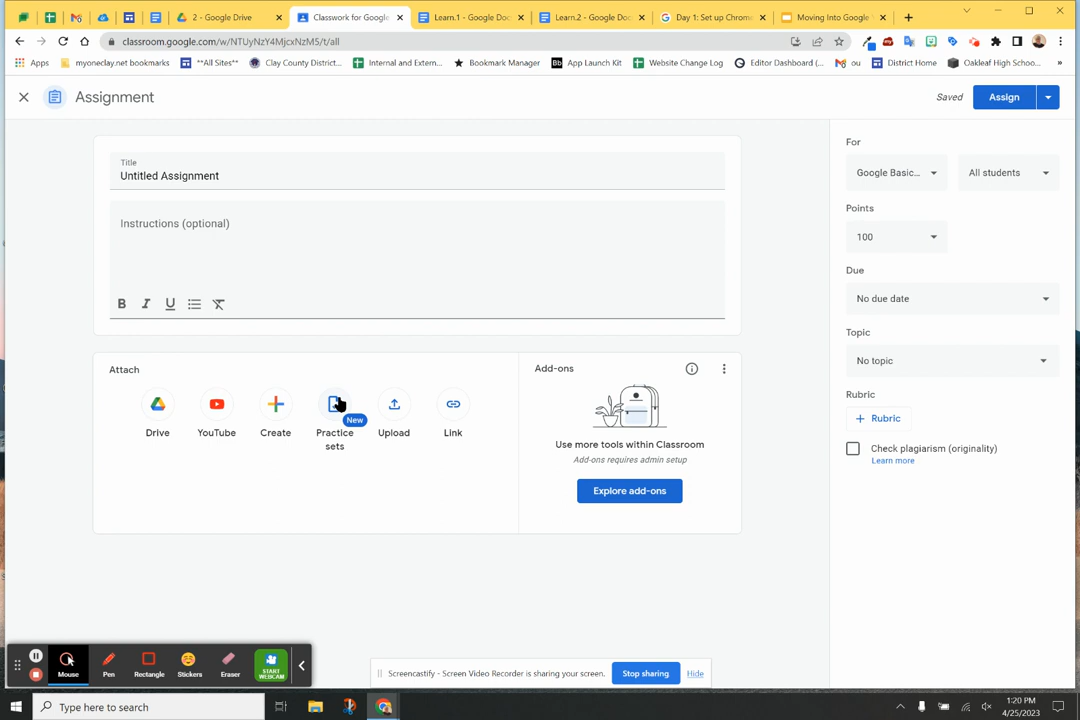 2 - Google Drive
Classwork for Google
Learn.1 - Google Doc
Learn.2 - Google Doc
Day 1: Set up Chrome
Moving Into Google
classroom.google.com/w/NTUyNzY4MjcxNzM5/t/all
Apps
myoneclay.net bookmarks
**All Sites**
Clay County District...
Internal and Extern...
Bookmark Manager
Bb App Launch Kit
Website Change Log
Editor Dashboard (...
ou
District Home
Oakleaf High Schoo...
»
Assignment
Saved
Assign
Title
Untitled Assignment
Instructions (optional)
B I U
For
Google Basic...
All students
Points
100
Due
No due date
Topic
No topic
Rubric
+ Rubric
Check plagiarism (originality)
Learn more
Attach
Drive
YouTube
Create
New
Practice
sets
Upload
Link
Add-ons
Use more tools within Classroom
Add-ons requires admin setup
Explore add-ons
Mouse
Pen
Rectangle
Stickers
Eraser
START
WEBCAM
Screencastify - Screen Video Recorder is sharing your screen.
Stop sharing
Hide
Type here to search
1:20 PM
4/25/2023